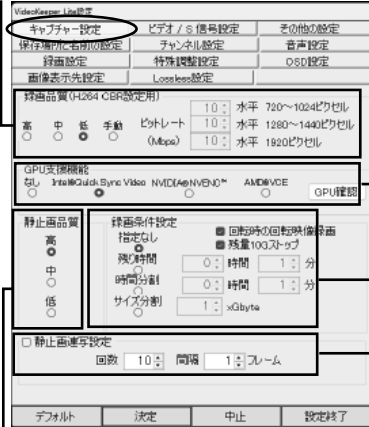 VideoKeeper Lite設定
キャプチャー設定 ビデオ / S 信号設定 その他の設定
保存場所と名前の設定 チャンネル設定 音声設定
録画設定 特殊調整設定 OSD設定
画像表示先設定 Lossless設定
録画品質(H264 CBR設定用)
高 中 低 手動 ビットレート (Mbps)
10 水平 720～1024ピクセル
10 水平 1280～1440ピクセル
10 水平 1920ピクセル
GPU支援機能
なし Intel®Quick Sync Video NVIDIA®NVENC™ AMD®VCE GPU確認
静止画品質
高
中
低
録画条件設定
指定なし 回転時の回転映像録画
残量10Gストップ
残り時間 0 時間 1 分
時間分割 0 時間 1 分
サイズ分割 1 xGbyte
静止画連写設定
回数 10 間隔 1 フレーム
デフォルト 決定 中止 設定終了